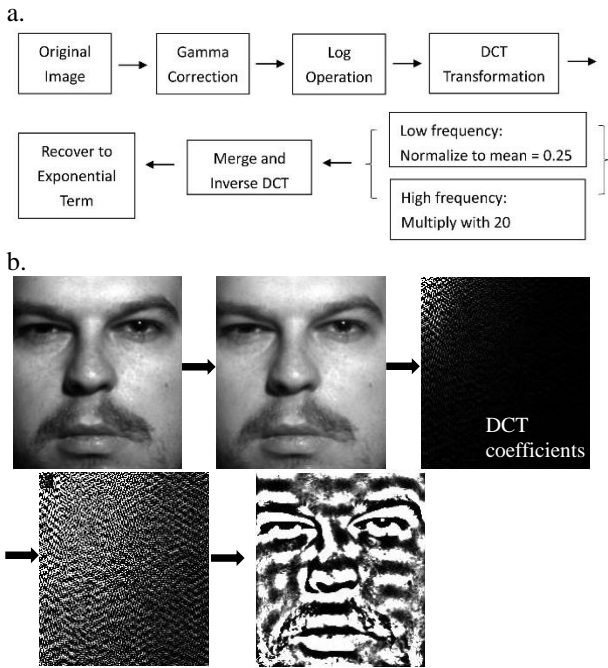 a.
Original
Image
Gamma
Correction
Log
Operation
DCT
Transformation
Low frequency:
Normalize to mean = 0.25
High frequency:
Multiply with 20
Merge and
Inverse DCT
Recover to
Exponential
Term
b.
DCT
coefficients